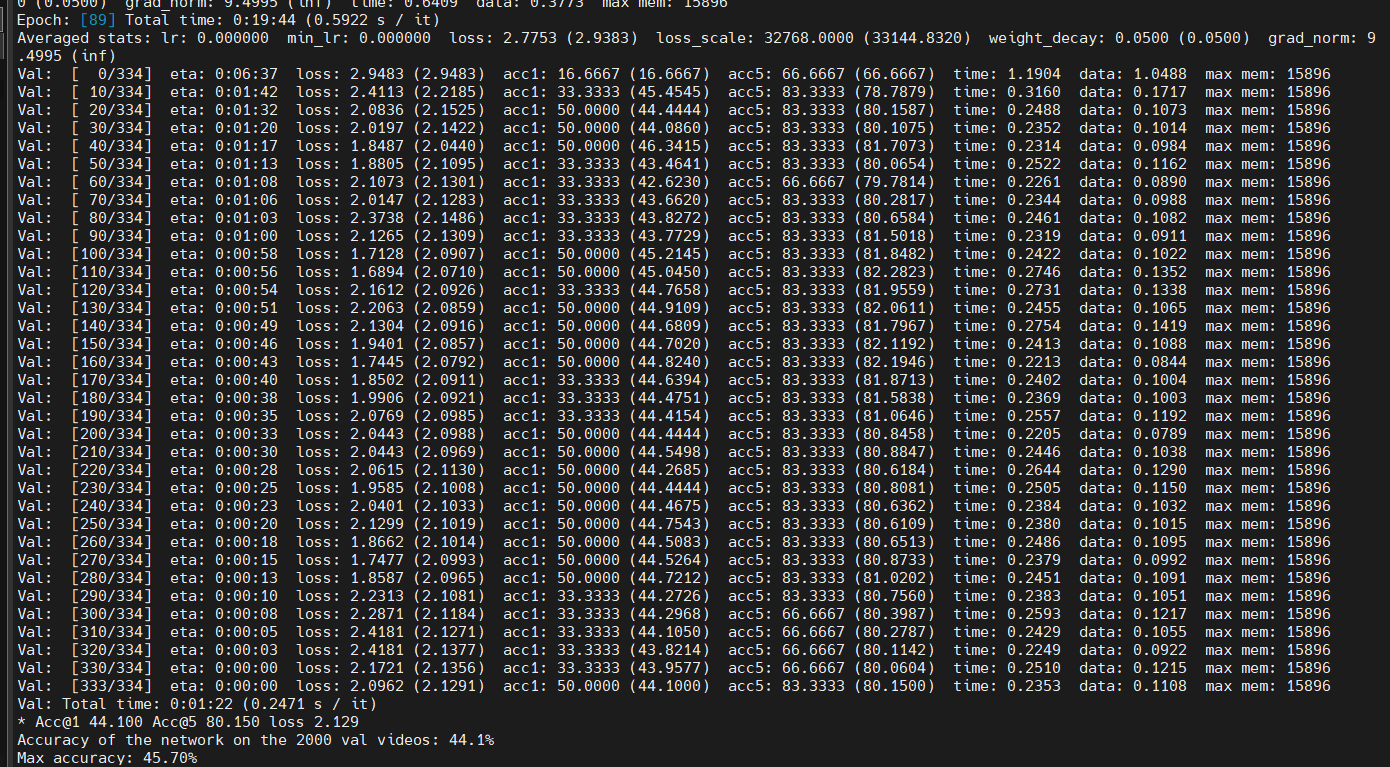 0 (0.0500)  grad_norm: 9.4995 (inf)  time: 0.6409  data: 0.3773  max mem: 15896
Epoch: [89] Total time: 0:19:44 (0.5922 s / it)
Averaged stats: lr: 0.000000  min_lr: 0.000000  loss: 2.7753 (2.9383)  loss_scale: 32768.0000 (33144.8320)  weight_decay: 0.0500 (0.0500)  grad_norm: 9
.4995 (inf)
Val:  [  0/334]  eta: 0:06:37  loss: 2.9483 (2.9483)  acc1: 16.6667 (16.6667)  acc5: 66.6667 (66.6667)  time: 1.1904  data: 1.0488  max mem: 15896
Val:  [ 10/334]  eta: 0:01:42  loss: 2.4113 (2.2185)  acc1: 33.3333 (45.4545)  acc5: 83.3333 (78.7879)  time: 0.3160  data: 0.1717  max mem: 15896
Val:  [ 20/334]  eta: 0:01:32  loss: 2.0836 (2.1525)  acc1: 50.0000 (44.4444)  acc5: 83.3333 (80.1587)  time: 0.2488  data: 0.1073  max mem: 15896
Val:  [ 30/334]  eta: 0:01:20  loss: 2.0197 (2.1422)  acc1: 50.0000 (44.0860)  acc5: 83.3333 (80.1075)  time: 0.2352  data: 0.1014  max mem: 15896
Val:  [ 40/334]  eta: 0:01:17  loss: 1.8487 (2.0440)  acc1: 50.0000 (46.3415)  acc5: 83.3333 (81.7073)  time: 0.2314  data: 0.0984  max mem: 15896
Val:  [ 50/334]  eta: 0:01:13  loss: 1.8805 (2.1095)  acc1: 33.3333 (43.4641)  acc5: 83.3333 (80.0654)  time: 0.2522  data: 0.1162  max mem: 15896
Val:  [ 60/334]  eta: 0:01:08  loss: 2.1073 (2.1301)  acc1: 33.3333 (42.6230)  acc5: 66.6667 (79.7814)  time: 0.2261  data: 0.0890  max mem: 15896
Val:  [ 70/334]  eta: 0:01:06  loss: 2.0147 (2.1283)  acc1: 33.3333 (43.6620)  acc5: 83.3333 (80.2817)  time: 0.2344  data: 0.0988  max mem: 15896
Val:  [ 80/334]  eta: 0:01:03  loss: 2.3738 (2.1486)  acc1: 33.3333 (43.8272)  acc5: 83.3333 (80.6584)  time: 0.2461  data: 0.1082  max mem: 15896
Val:  [ 90/334]  eta: 0:01:00  loss: 2.1265 (2.1309)  acc1: 33.3333 (43.7729)  acc5: 83.3333 (81.5018)  time: 0.2319  data: 0.0911  max mem: 15896
Val:  [100/334]  eta: 0:00:58  loss: 1.7128 (2.0907)  acc1: 50.0000 (45.2145)  acc5: 83.3333 (81.8482)  time: 0.2422  data: 0.1022  max mem: 15896
Val:  [110/334]  eta: 0:00:56  loss: 1.6894 (2.0710)  acc1: 50.0000 (45.0450)  acc5: 83.3333 (82.2823)  time: 0.2746  data: 0.1352  max mem: 15896
Val:  [120/334]  eta: 0:00:54  loss: 2.1612 (2.0926)  acc1: 33.3333 (44.7658)  acc5: 83.3333 (81.9559)  time: 0.2731  data: 0.1338  max mem: 15896
Val:  [130/334]  eta: 0:00:51  loss: 2.2063 (2.0859)  acc1: 50.0000 (44.9109)  acc5: 83.3333 (82.0611)  time: 0.2455  data: 0.1065  max mem: 15896
Val:  [140/334]  eta: 0:00:49  loss: 2.1304 (2.0916)  acc1: 50.0000 (44.6809)  acc5: 83.3333 (81.7967)  time: 0.2754  data: 0.1419  max mem: 15896
Val:  [150/334]  eta: 0:00:46  loss: 1.9401 (2.0857)  acc1: 50.0000 (44.7020)  acc5: 83.3333 (82.1192)  time: 0.2413  data: 0.1088  max mem: 15896
Val:  [160/334]  eta: 0:00:43  loss: 1.7445 (2.0792)  acc1: 50.0000 (44.8240)  acc5: 83.3333 (82.1946)  time: 0.2213  data: 0.0844  max mem: 15896
Val:  [170/334]  eta: 0:00:40  loss: 1.8502 (2.0911)  acc1: 33.3333 (44.6394)  acc5: 83.3333 (81.8713)  time: 0.2402  data: 0.1004  max mem: 15896
Val:  [180/334]  eta: 0:00:38  loss: 1.9906 (2.0921)  acc1: 33.3333 (44.4751)  acc5: 83.3333 (81.5838)  time: 0.2369  data: 0.1003  max mem: 15896
Val:  [190/334]  eta: 0:00:35  loss: 2.0769 (2.0985)  acc1: 33.3333 (44.4154)  acc5: 83.3333 (81.0646)  time: 0.2557  data: 0.1192  max mem: 15896
Val:  [200/334]  eta: 0:00:33  loss: 2.0443 (2.0988)  acc1: 50.0000 (44.4444)  acc5: 83.3333 (80.8458)  time: 0.2205  data: 0.0789  max mem: 15896
Val:  [210/334]  eta: 0:00:30  loss: 2.0443 (2.0969)  acc1: 50.0000 (44.5498)  acc5: 83.3333 (80.8847)  time: 0.2446  data: 0.1038  max mem: 15896
Val:  [220/334]  eta: 0:00:28  loss: 2.0615 (2.1130)  acc1: 50.0000 (44.2685)  acc5: 83.3333 (80.6184)  time: 0.2644  data: 0.1290  max mem: 15896
Val:  [230/334]  eta: 0:00:25  loss: 1.9585 (2.1008)  acc1: 50.0000 (44.4444)  acc5: 83.3333 (80.8081)  time: 0.2505  data: 0.1150  max mem: 15896
Val:  [240/334]  eta: 0:00:23  loss: 2.0401 (2.1033)  acc1: 50.0000 (44.4675)  acc5: 83.3333 (80.6362)  time: 0.2384  data: 0.1032  max mem: 15896
Val:  [250/334]  eta: 0:00:20  loss: 2.1299 (2.1019)  acc1: 50.0000 (44.7543)  acc5: 83.3333 (80.6109)  time: 0.2380  data: 0.1015  max mem: 15896
Val:  [260/334]  eta: 0:00:18  loss: 1.8662 (2.1014)  acc1: 50.0000 (44.5083)  acc5: 83.3333 (80.6513)  time: 0.2486  data: 0.1095  max mem: 15896
Val:  [270/334]  eta: 0:00:15  loss: 1.7477 (2.0993)  acc1: 50.0000 (44.5264)  acc5: 83.3333 (80.8733)  time: 0.2379  data: 0.0992  max mem: 15896
Val:  [280/334]  eta: 0:00:13  loss: 1.8587 (2.0965)  acc1: 50.0000 (44.7212)  acc5: 83.3333 (81.0202)  time: 0.2451  data: 0.1091  max mem: 15896
Val:  [290/334]  eta: 0:00:10  loss: 2.2313 (2.1081)  acc1: 33.3333 (44.2726)  acc5: 83.3333 (80.7560)  time: 0.2383  data: 0.1051  max mem: 15896
Val:  [300/334]  eta: 0:00:08  loss: 2.2871 (2.1184)  acc1: 33.3333 (44.2968)  acc5: 66.6667 (80.3987)  time: 0.2593  data: 0.1217  max mem: 15896
Val:  [310/334]  eta: 0:00:05  loss: 2.4181 (2.1271)  acc1: 33.3333 (44.1050)  acc5: 66.6667 (80.2787)  time: 0.2429  data: 0.1055  max mem: 15896
Val:  [320/334]  eta: 0:00:03  loss: 2.4181 (2.1377)  acc1: 33.3333 (43.8214)  acc5: 66.6667 (80.1142)  time: 0.2249  data: 0.0922  max mem: 15896
Val:  [330/334]  eta: 0:00:00  loss: 2.1721 (2.1356)  acc1: 33.3333 (43.9577)  acc5: 66.6667 (80.0604)  time: 0.2510  data: 0.1215  max mem: 15896
Val:  [333/334]  eta: 0:00:00  loss: 2.0962 (2.1291)  acc1: 50.0000 (44.1000)  acc5: 83.3333 (80.1500)  time: 0.2353  data: 0.1108  max mem: 15896
Val: Total time: 0:01:22 (0.2471 s / it)
* Acc@1 44.100 Acc@5 80.150 loss 2.129
Accuracy of the network on the 2000 val videos: 44.1%
Max accuracy: 45.70%